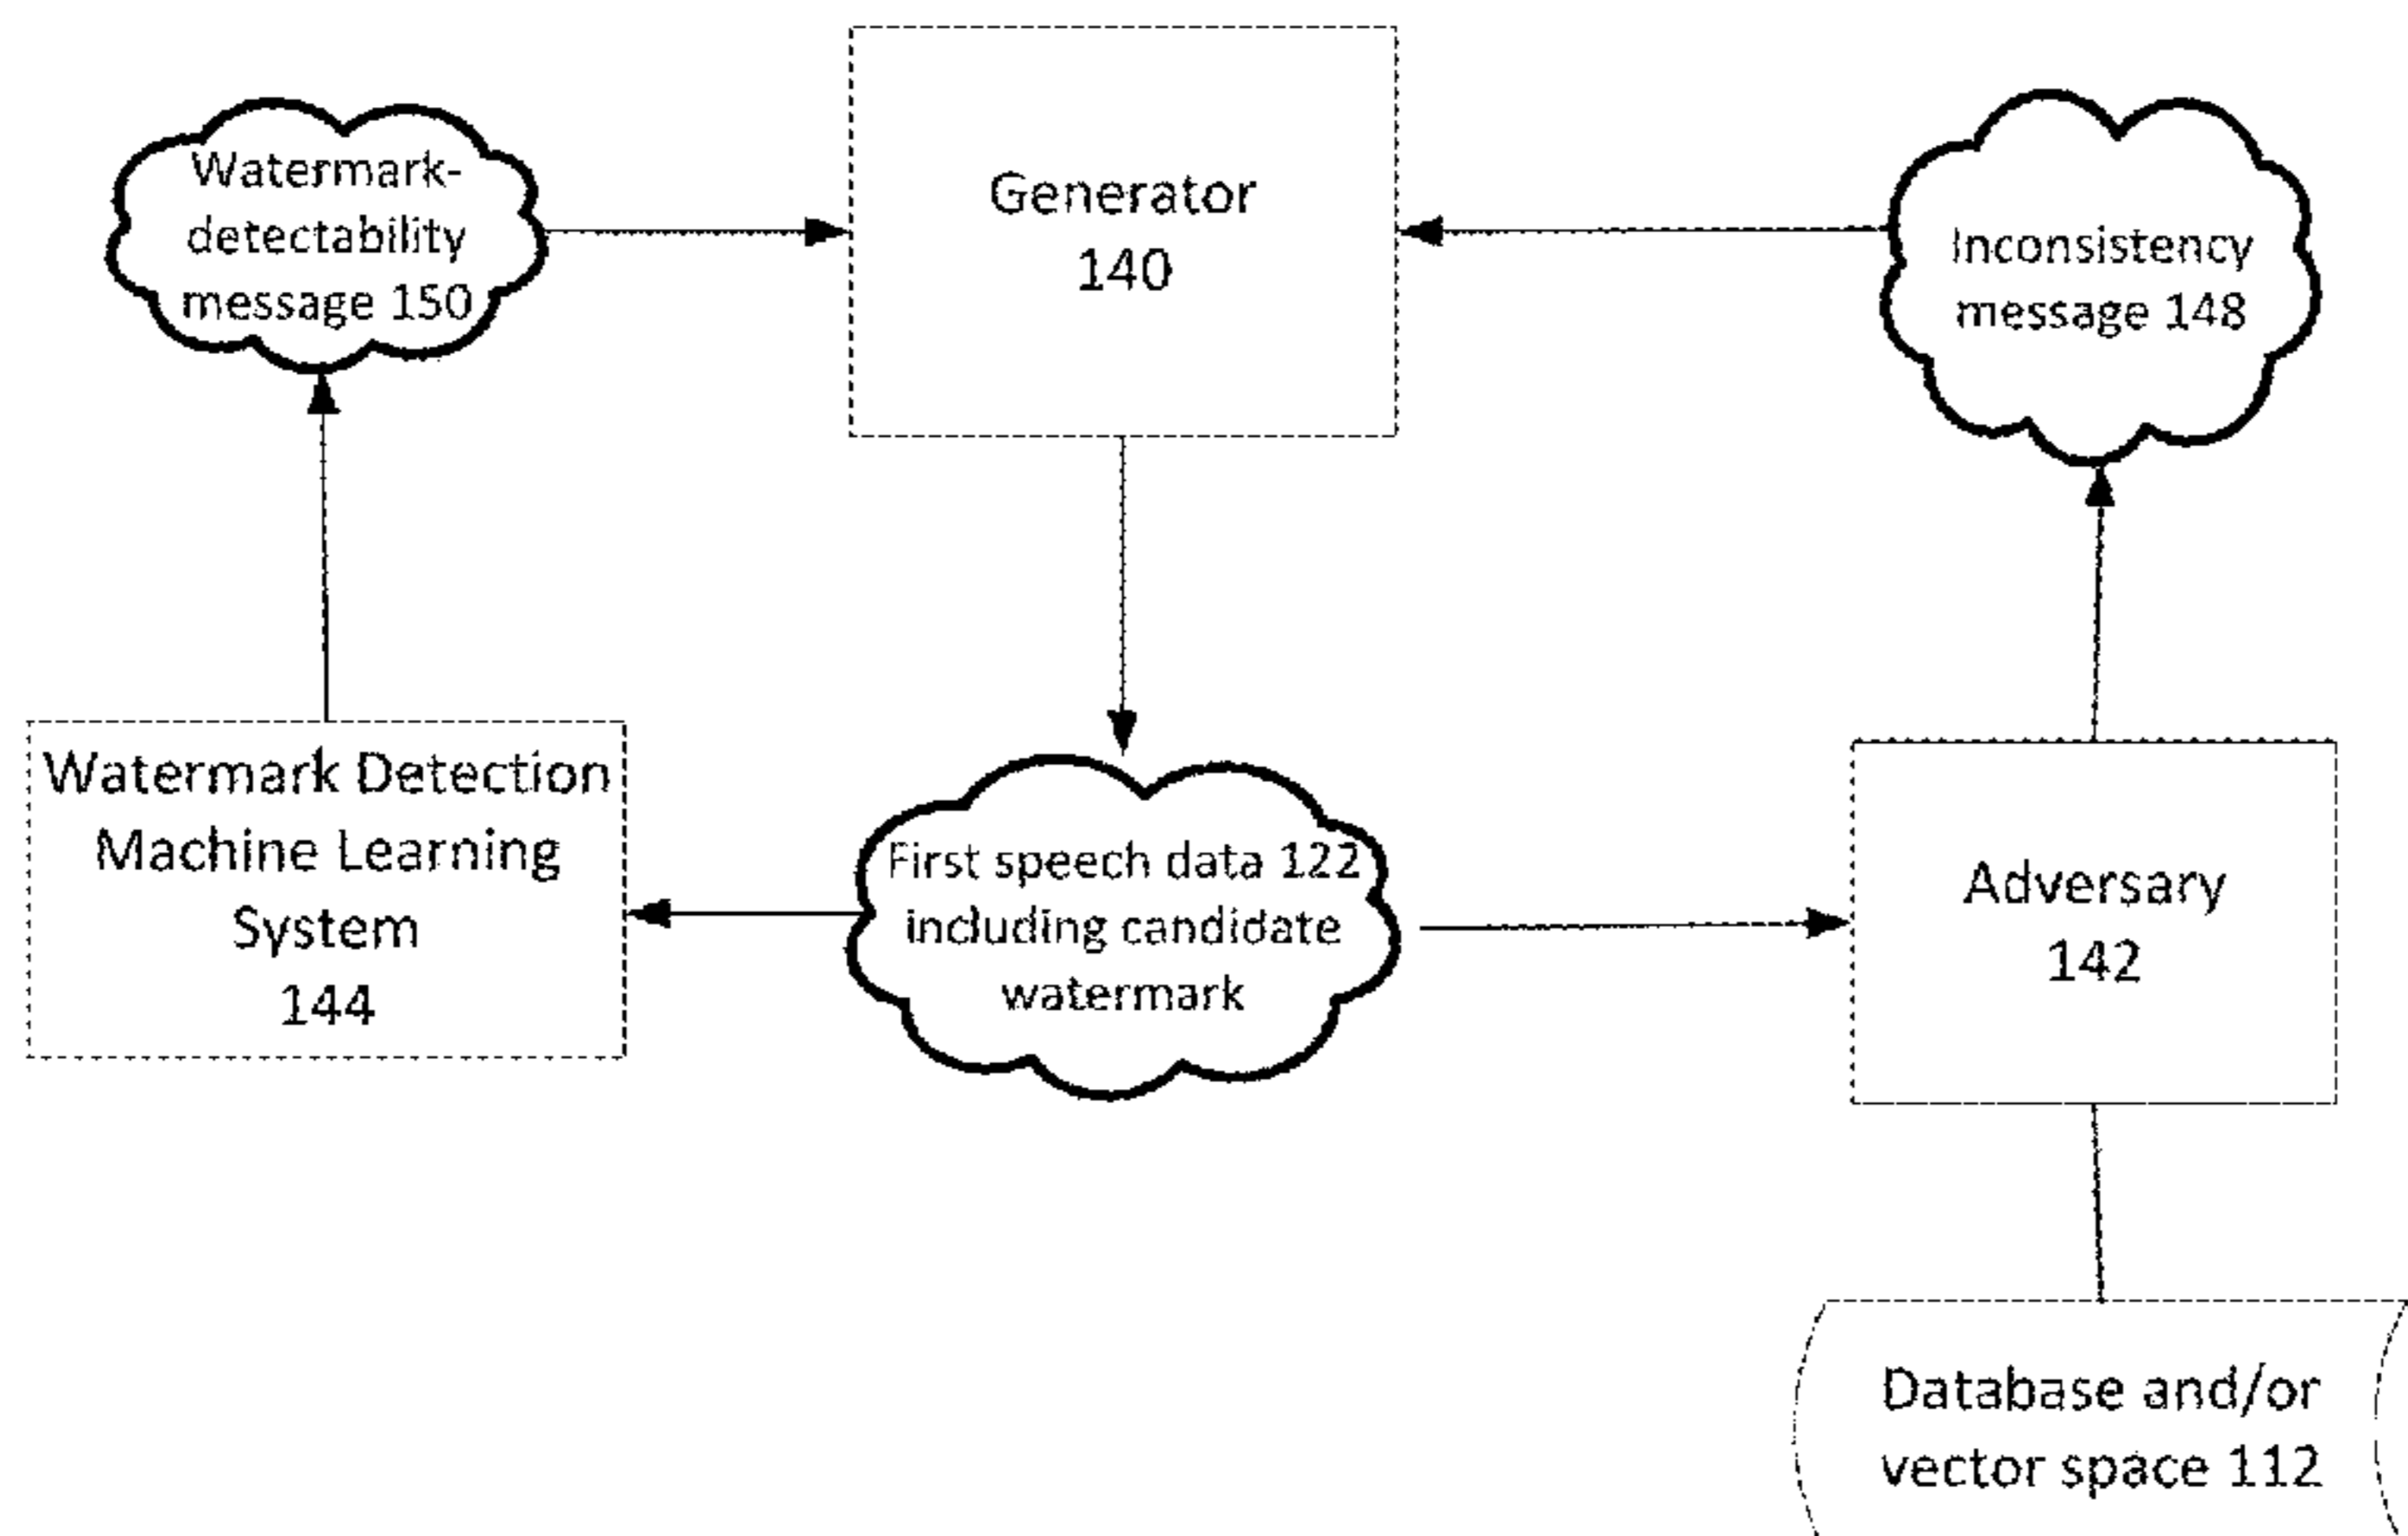 Watermark-
detectability
message 150
Generator
140
Inconsistency
message 148
Watermark Detection
Machine Learning
System
144
First speech data 122
including candidate
watermark
Adversary
142
Database and/or
vector space 112